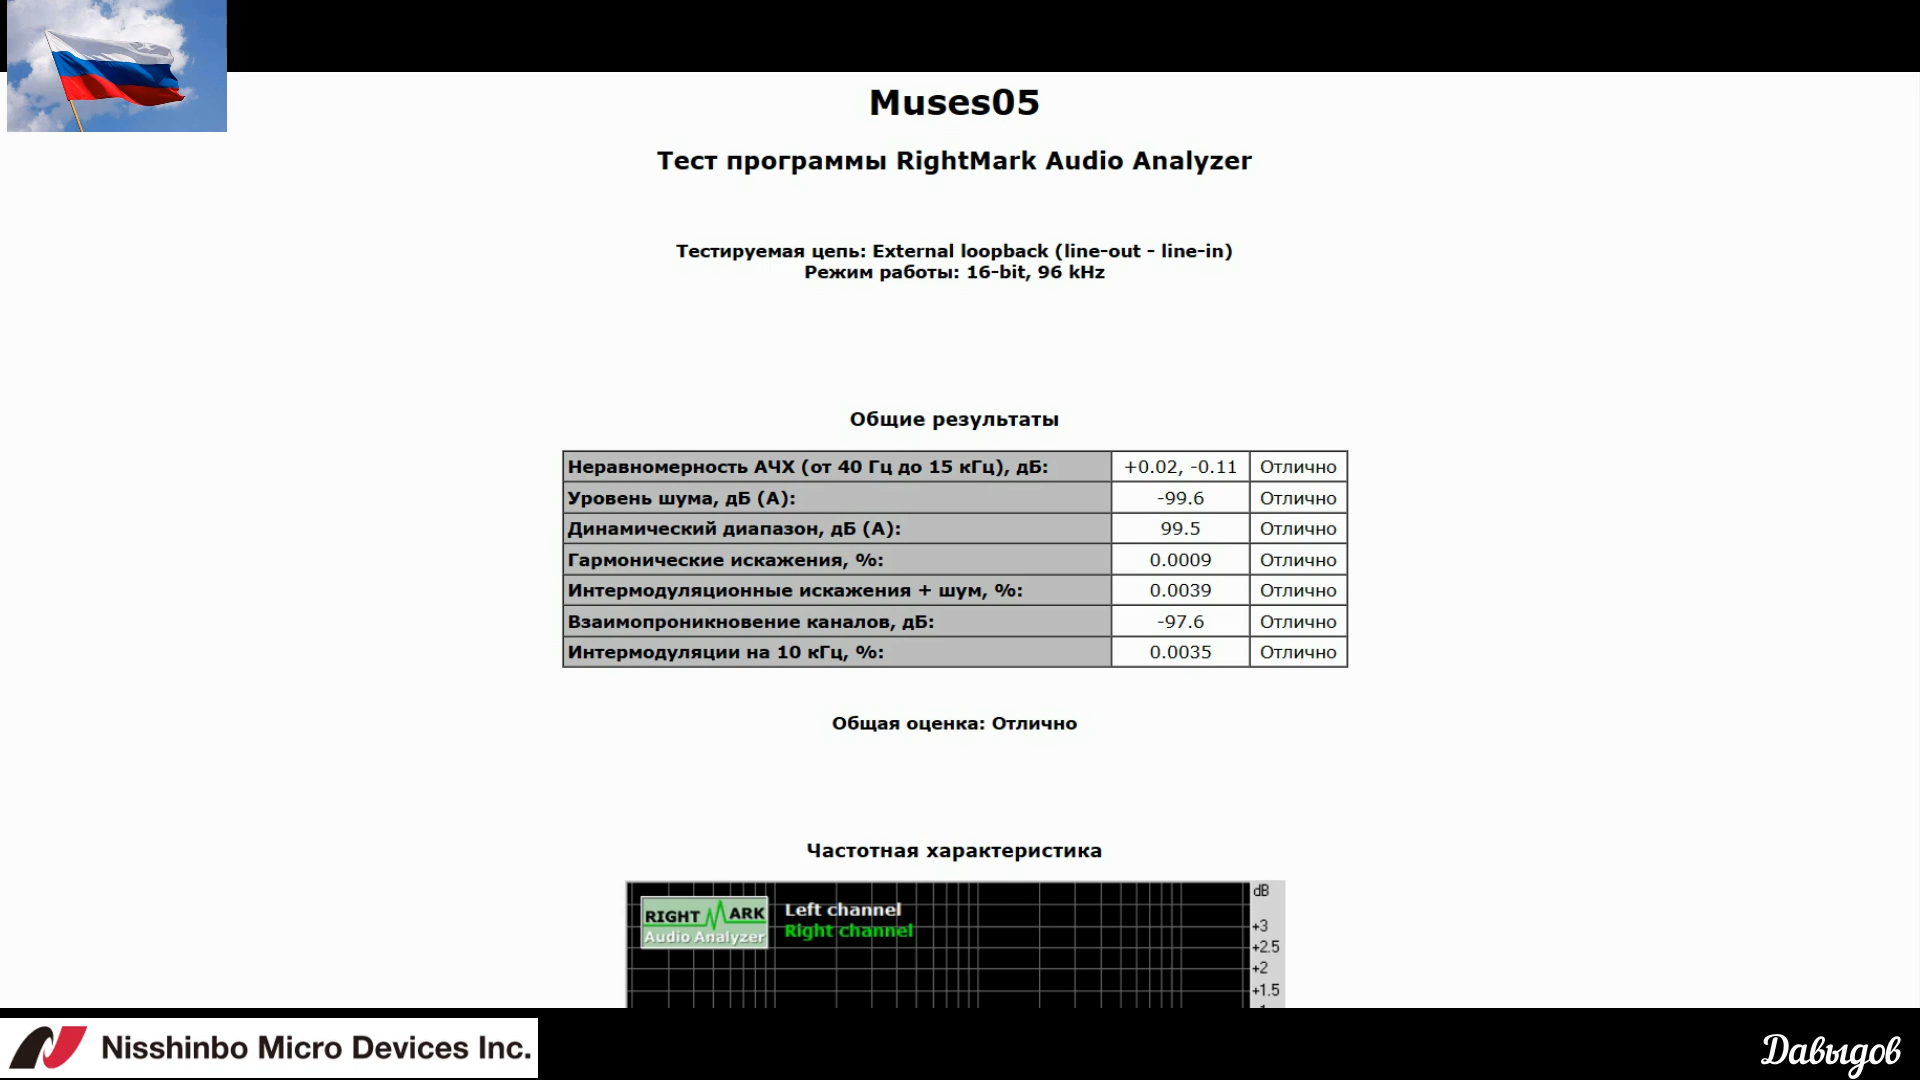 Muses05
Тест программы RightMark Audio Analyzer
Тестируемая цепь: External loopback (line-out - line-in)
Режим работы: 16-bit, 96 kHz
Общие результаты
Неравномерность АЧХ (от 40 Гц до 15 кГц), дБ: +0.02, -0.11 Отлично
Уровень шума, дБ (А): -99.6 Отлично
Динамический диапазон, дБ (А): 99.5 Отлично
Гармонические искажения, %: 0.0009 Отлично
Интермодуляционные искажения + шум, %: 0.0039 Отлично
Взаимопроникновение каналов, дБ: -97.6 Отлично
Интермодуляции на 10 кГц, %: 0.0035 Отлично
Общая оценка: Отлично
Частотная характеристика
RIGHTMARK
Audio Analyzer
Left channel
Right channel
dB
+3
+2.5
+2
+1.5
Nisshinbo Micro Devices Inc.
Давыдов